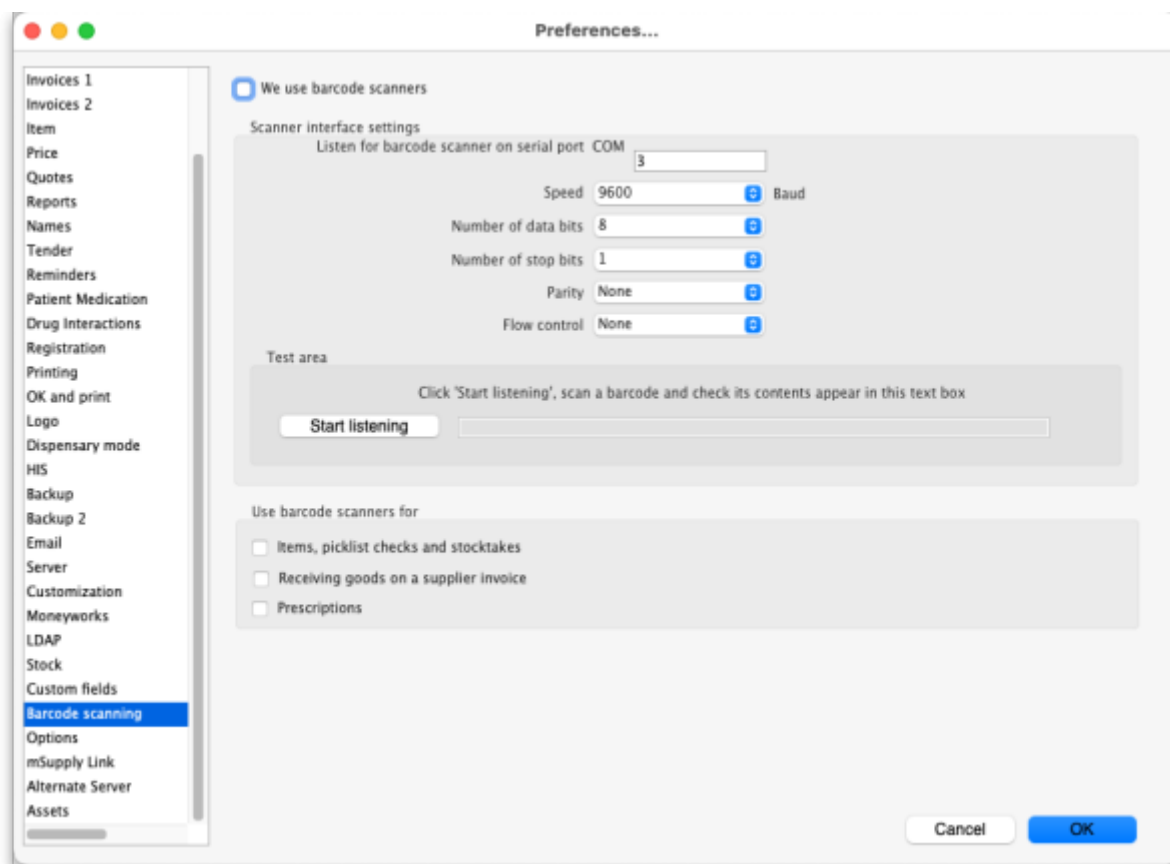 Preferences...
Invoices 1
Invoices 2
Item
Price
Quotes
Reports
Names
Tender
Reminders
Patient Medication
Drug Interactions
Registration
Printing
OK and print
Logo
Dispensary mode
HIS
Backup
Backup 2
Email
Server
Customization
Moneyworks
LDAP
Stock
Custom fields
Barcode scanning
Options
mSupply Link
Alternate Server
Assets
We use barcode scanners
Scanner interface settings
Listen for barcode scanner on serial port COM 3
Speed 9600 Baud
Number of data bits 8
Number of stop bits 1
Parity None
Flow control None
Test area
Click 'Start listening', scan a barcode and check its contents appear in this text box
Start listening
Use barcode scanners for
Items, picklist checks and stocktakes
Receiving goods on a supplier invoice
Prescriptions
Cancel OK